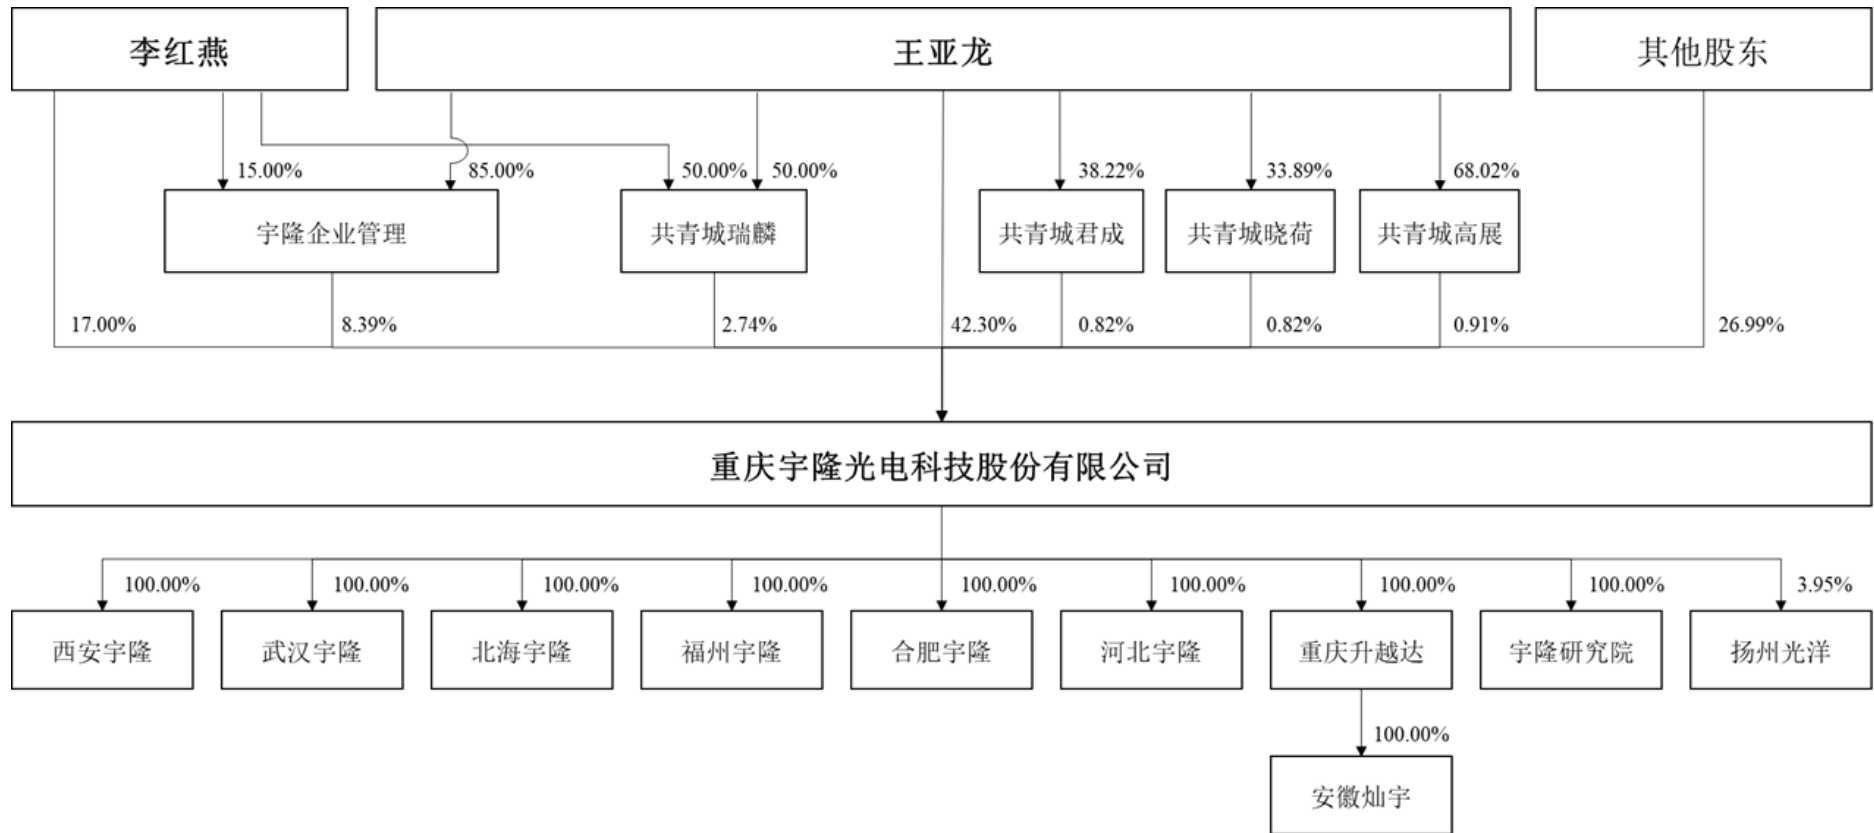 李红燕
王亚龙
其他股东
15.00%
85.00%
50.00%
50.00%
38.22%
33.89%
68.02%
宇隆企业管理
共青城瑞麟
共青城君成
共青城晓荷
共青城高展
17.00%
8.39%
2.74%
42.30%
0.82%
0.82%
0.91%
26.99%
重庆宇隆光电科技股份有限公司
100.00%
100.00%
100.00%
100.00%
100.00%
100.00%
100.00%
100.00%
3.95%
西安宇隆
武汉宇隆
北海宇隆
福州宇隆
合肥宇隆
河北宇隆
重庆升越达
宇隆研究院
扬州光洋
100.00%
安徽灿宇